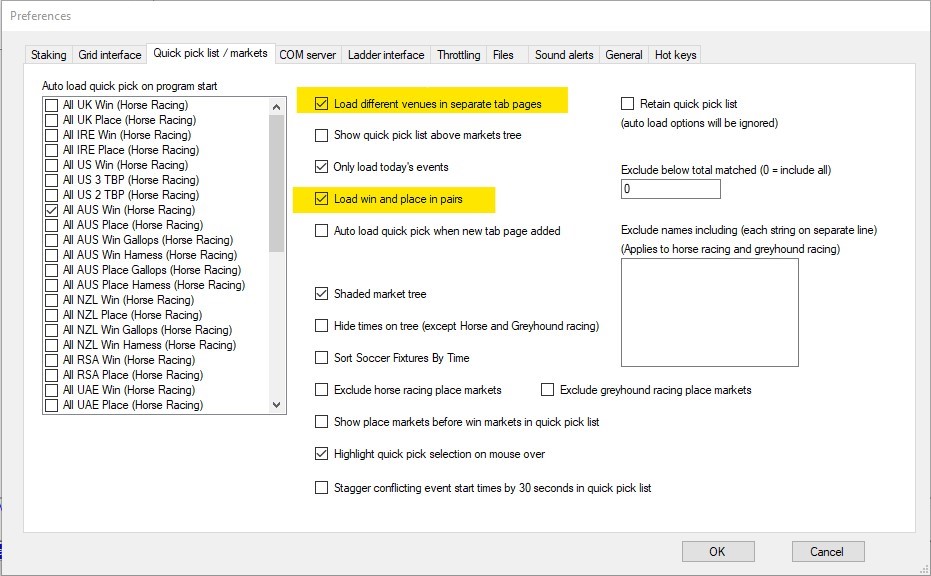 Preferences
Staking
Grid interface
Quick pick list / markets
COM server
Ladder interface
Throttling
Files
Sound alerts
General
Hot keys
Auto load quick pick on program start
All UK Win (Horse Racing)
All UK Place (Horse Racing)
All IRE Win (Horse Racing)
All IRE Place (Horse Racing)
All US Win (Horse Racing)
All US 3 TBP (Horse Racing)
All US 2 TBP (Horse Racing)
All AUS Win (Horse Racing)
All AUS Place (Horse Racing)
All AUS Win Gallops (Horse Racing)
All AUS Win Harness (Horse Racing)
All AUS Place Gallops (Horse Racing)
All AUS Place Harness (Horse Racing)
All NZL Win (Horse Racing)
All NZL Place (Horse Racing)
All NZL Win Gallops (Horse Racing)
All NZL Win Harness (Horse Racing)
All RSA Win (Horse Racing)
All RSA Place (Horse Racing)
All UAE Win (Horse Racing)
All UAE Place (Horse Racing)
Load different venues in separate tab pages
Show quick pick list above markets tree
Only load today's events
Load win and place in pairs
Auto load quick pick when new tab page added
Shaded market tree
Hide times on tree (except Horse and Greyhound racing)
Sort Soccer Fixtures By Time
Exclude horse racing place markets
Exclude greyhound racing place markets
Show place markets before win markets in quick pick list
Highlight quick pick selection on mouse over
Stagger conflicting event start times by 30 seconds in quick pick list
Retain quick pick list
(auto load options will be ignored)
Exclude below total matched (0 = include all)
0
Exclude names including (each string on separate line)
(Applies to horse racing and greyhound racing)
OK
Cancel